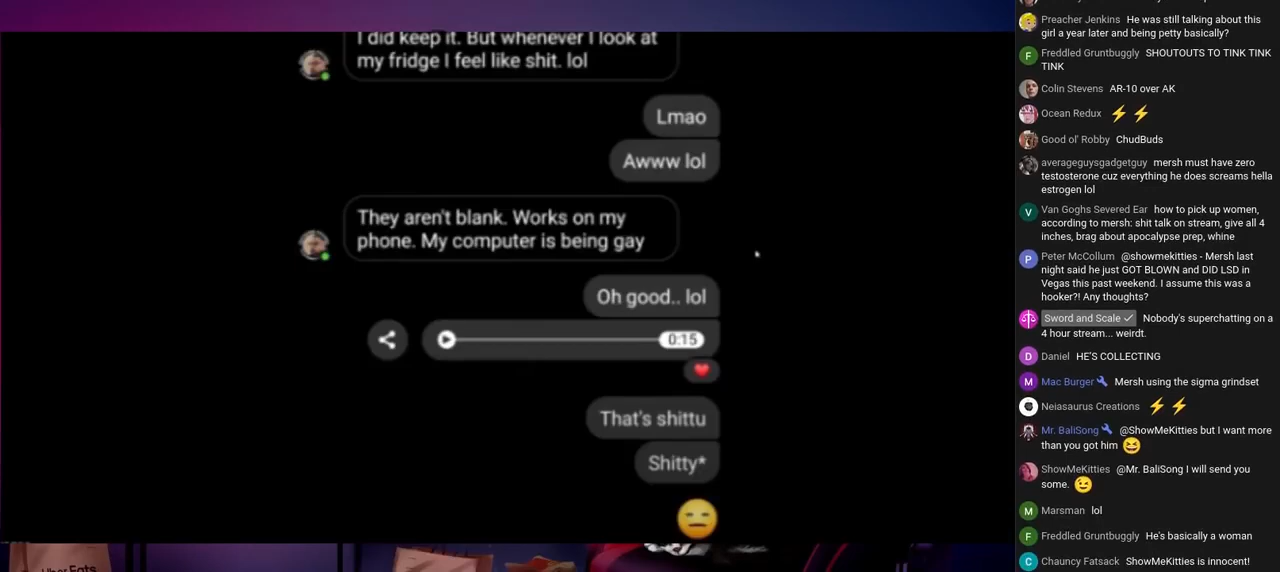 I did keep it. But whenever I look at
my fridge I feel like shit. lol
Lmao
Awww lol
They aren't blank. Works on my
phone. My computer is being gay
Oh good.. lol
0:15
That's shittu
Shitty*
Uber Eats
Preacher Jenkins He was still talking about this
girl a year later and being petty basically?
Freddled Gruntbuggly SHOUTOUTS TO TINK TINK
TINK
Colin Stevens AR-10 over AK
Ocean Redux ⚡⚡
Good ol' Robby ChudBuds
averageguysgadgetguy mersh must have zero
testosterone cuz everything he does screams hella
estrogen lol
Van Goghs Severed Ear how to pick up women,
according to mersh: shit talk on stream, give all 4
inches, brag about apocalypse prep, whine
Peter McCollum @showmekitties - Mersh last
night said he just GOT BLOWN and DID LSD in
Vegas this past weekend. I assume this was a
hooker?! Any thoughts?
Sword and Scale ✓ Nobody's superchatting on a
4 hour stream... weirdt.
Daniel HE'S COLLECTING
Mac Burger Mersh using the sigma grindset
Neiasaurus Creations ⚡⚡
Mr. BaliSong @ShowMeKitties but I want more
than you got him 😆
ShowMeKitties @Mr. BaliSong I will send you
some. 😉
Marsman lol
Freddled Gruntbuggly He's basically a woman
Chauncy Fatsack ShowMeKitties is innocent!